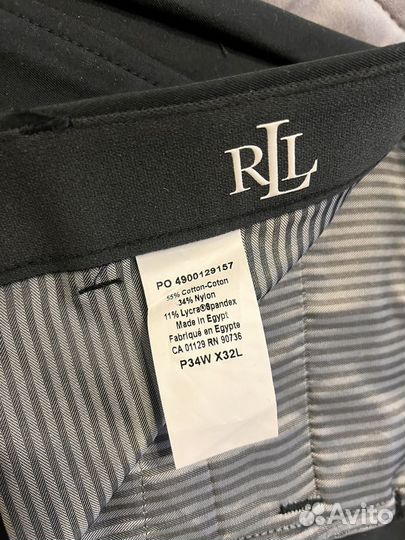 RLL
PO 4900129157
55% Cotton-Coton
34% Nylon
11% Lycra®Spandex
Made in Egypt
Fabriqué en Egypte
CA 01129 RN 90736
P34W X32L
Avito